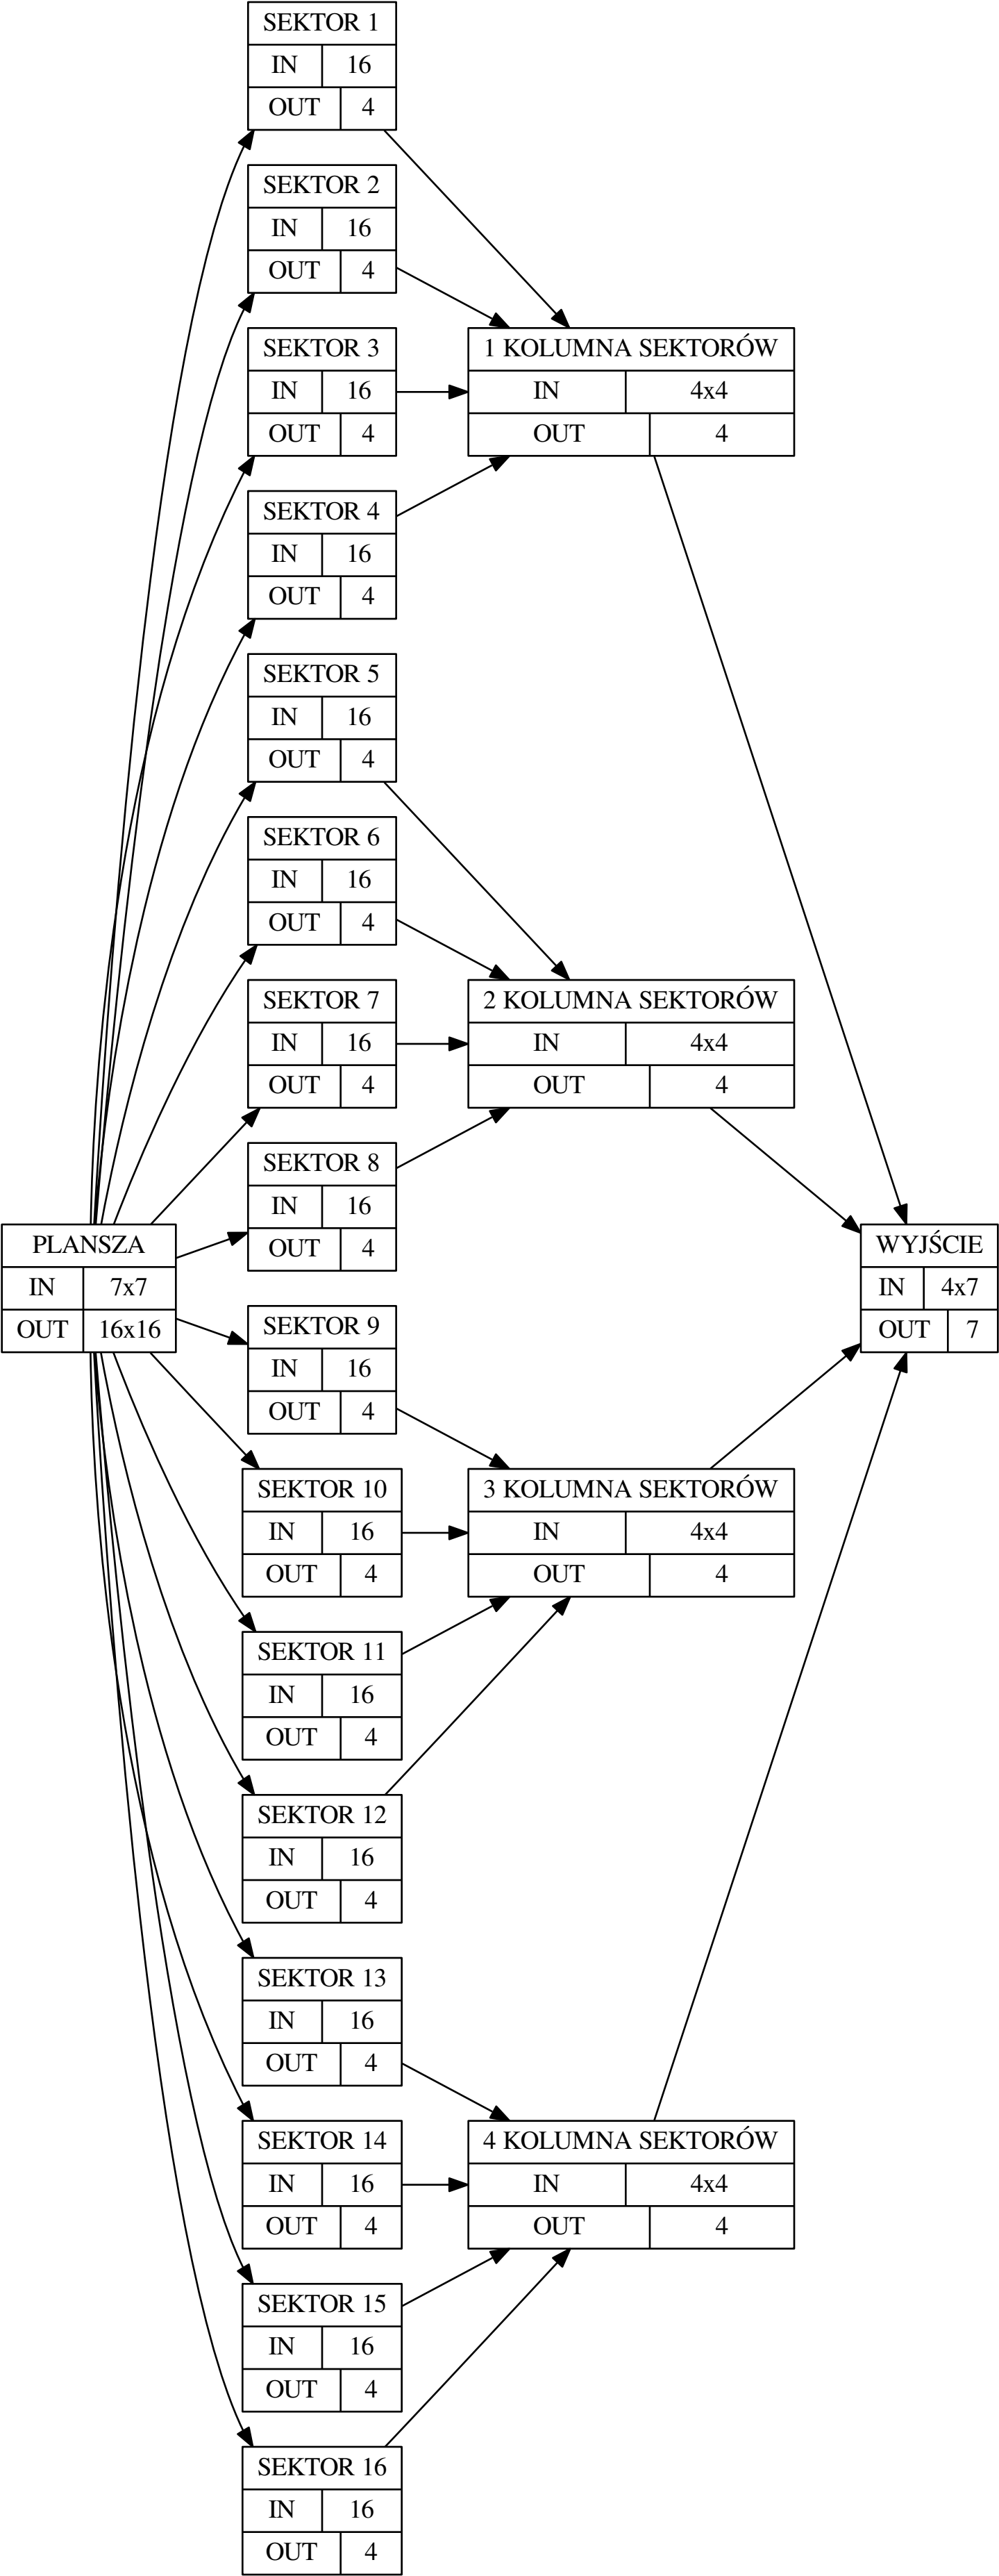 SEKTOR 1
IN 16
OUT 4
SEKTOR 2
IN 16
OUT 4
SEKTOR 3
IN 16
OUT 4
SEKTOR 4
IN 16
OUT 4
SEKTOR 5
IN 16
OUT 4
SEKTOR 6
IN 16
OUT 4
SEKTOR 7
IN 16
OUT 4
SEKTOR 8
IN 16
OUT 4
SEKTOR 9
IN 16
OUT 4
SEKTOR 10
IN 16
OUT 4
SEKTOR 11
IN 16
OUT 4
SEKTOR 12
IN 16
OUT 4
SEKTOR 13
IN 16
OUT 4
SEKTOR 14
IN 16
OUT 4
SEKTOR 15
IN 16
OUT 4
SEKTOR 16
IN 16
OUT 4
PLANSZA
IN 7x7
OUT 16x16
1 KOLUMNA SEKTORÓW
IN 4x4
OUT 4
2 KOLUMNA SEKTORÓW
IN 4x4
OUT 4
3 KOLUMNA SEKTORÓW
IN 4x4
OUT 4
4 KOLUMNA SEKTORÓW
IN 4x4
OUT 4
WYJŚCIE
IN 4x7
OUT 7